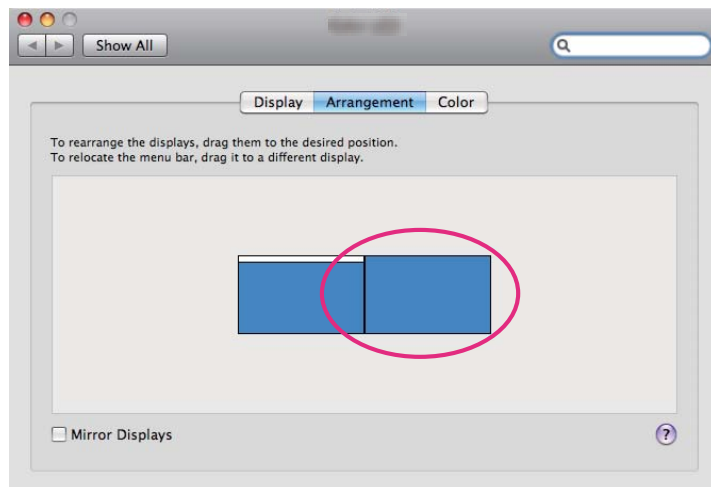 Show All
Display Arrangement Color
To rearrange the displays, drag them to the desired position.
To relocate the menu bar, drag it to a different display.
Mirror Displays
?